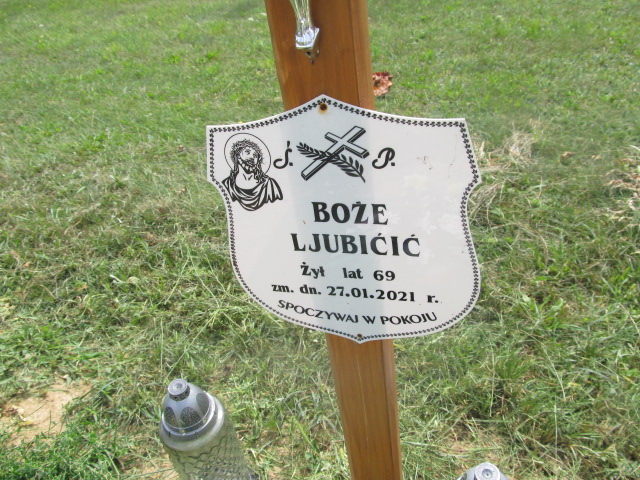 Ś. P.
BOŻE
LJUBIĆIĆ
Żył lat 69
zm. dn. 27.01.2021 r.
SPOCZYWAJ W POKOJU